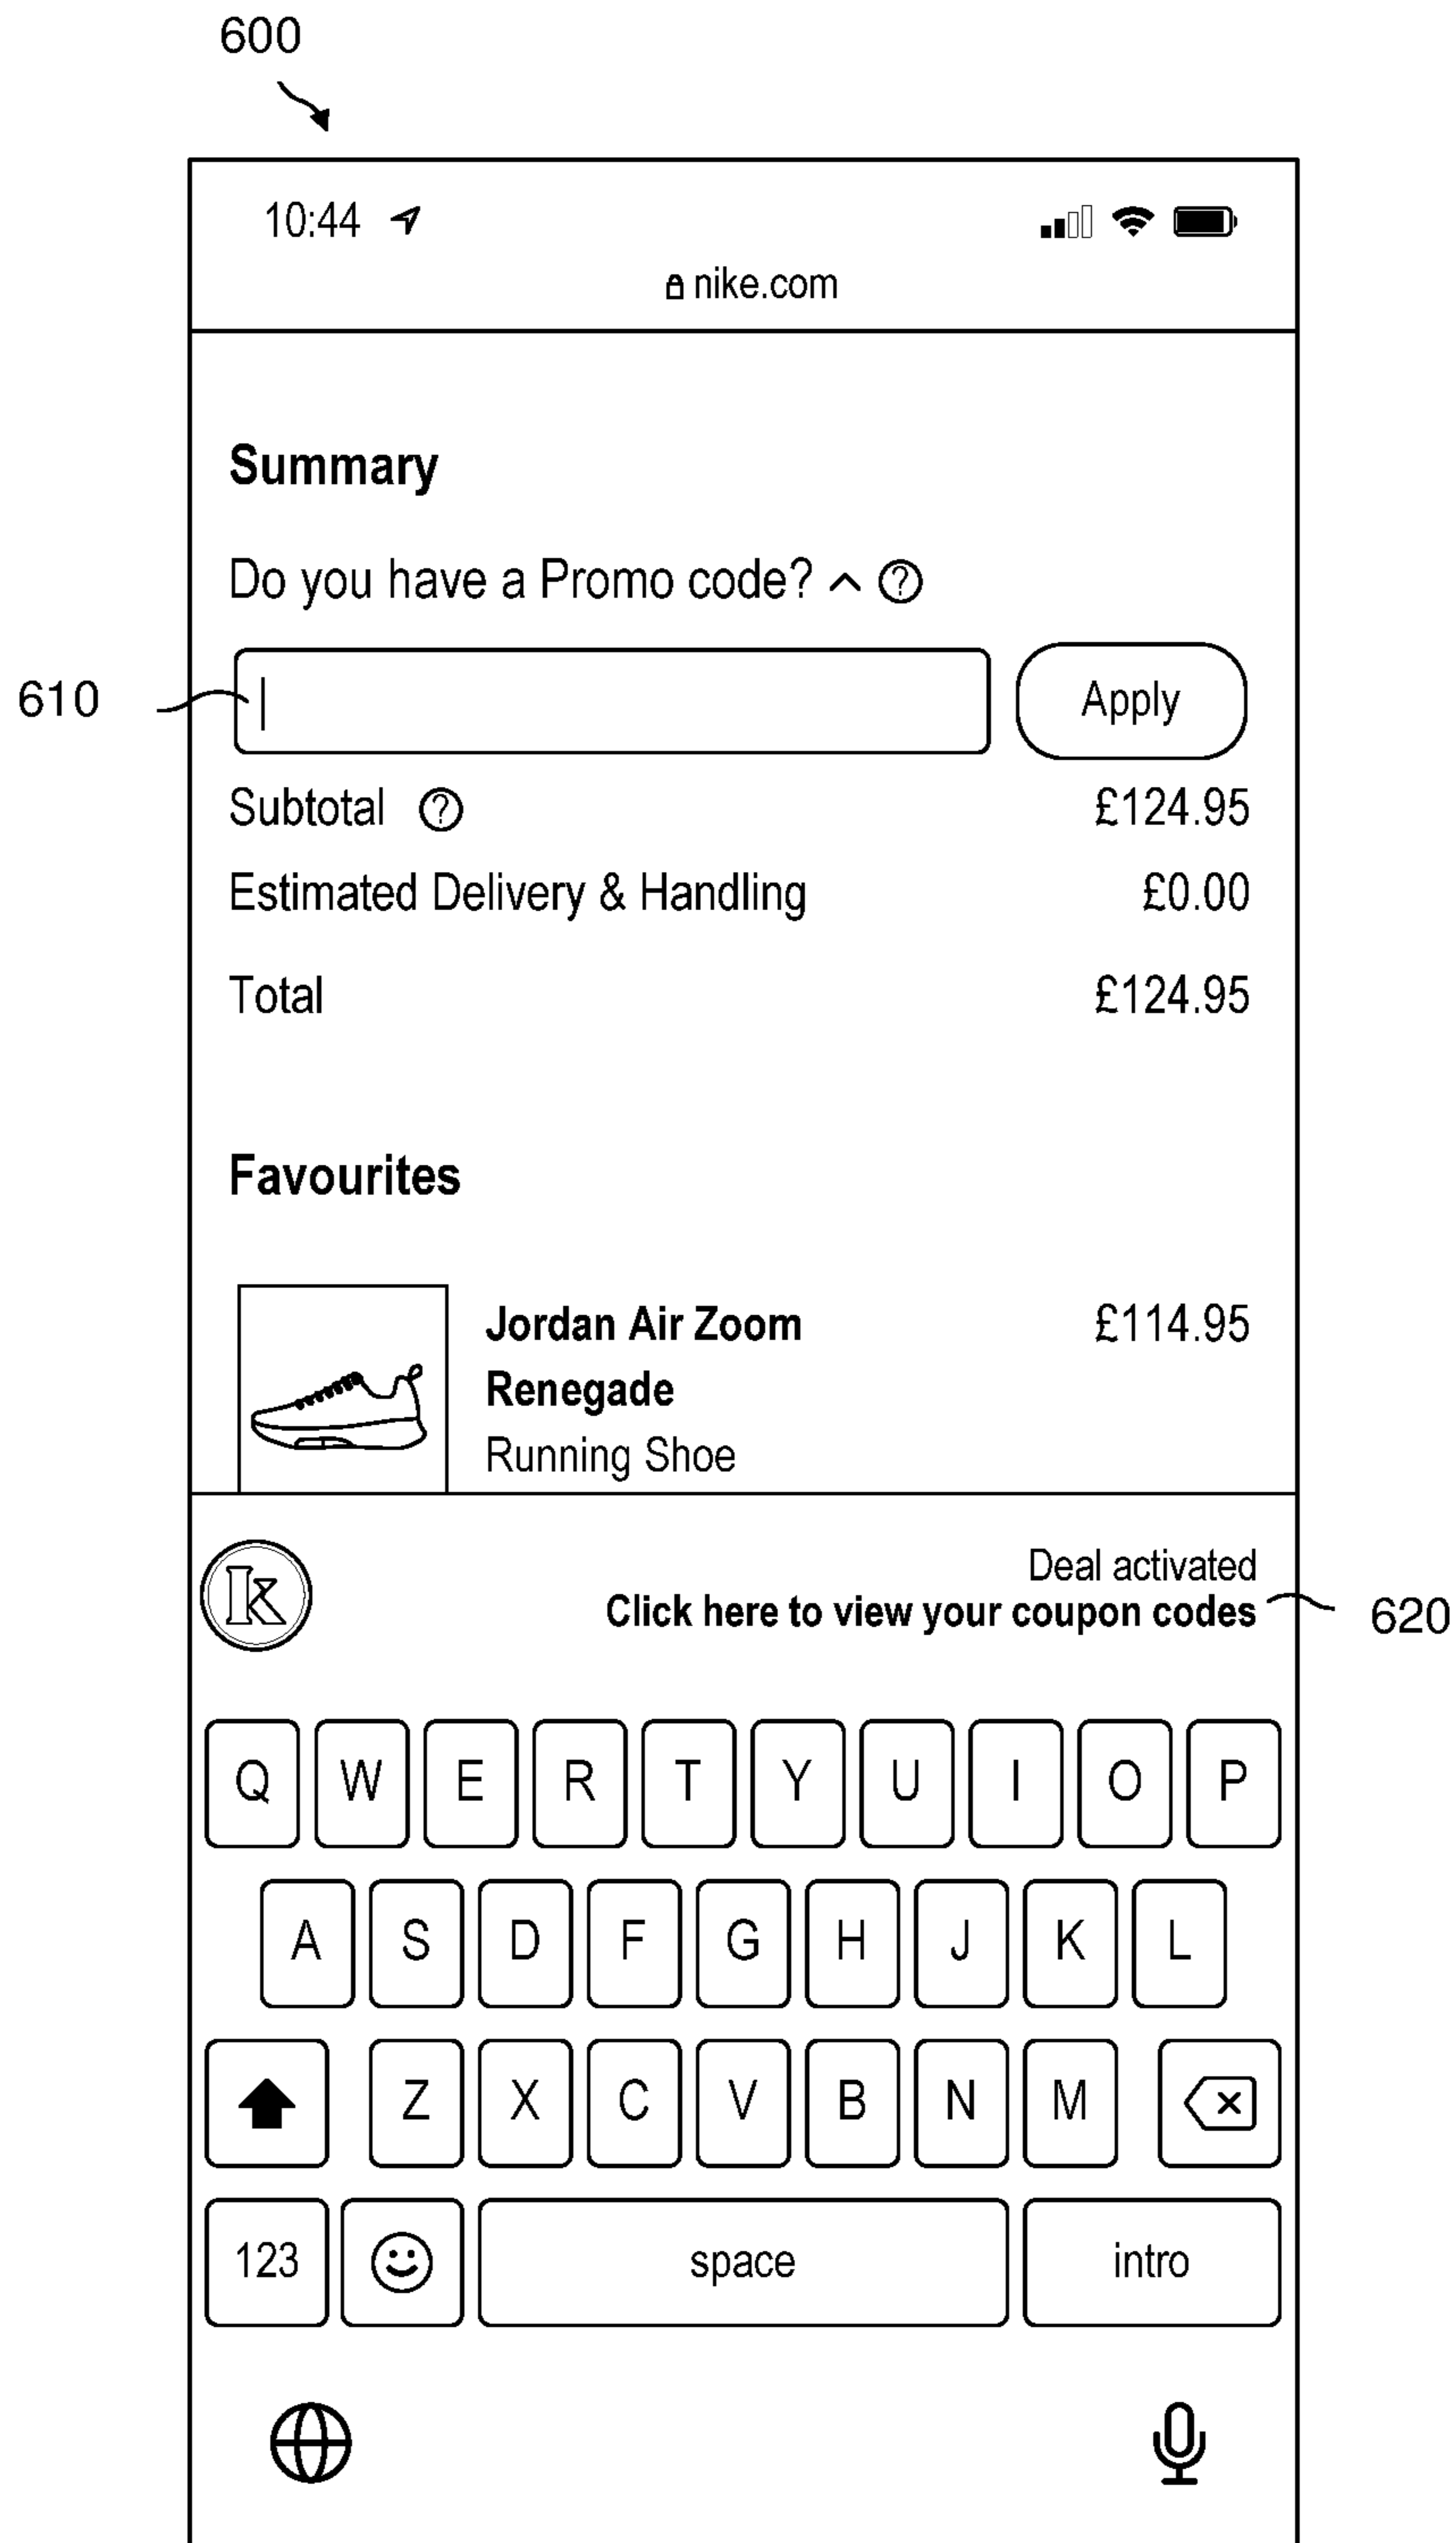 600
10:44
nike.com
Summary
Do you have a Promo code? ^ ?
610
Apply
Subtotal ? £124.95
Estimated Delivery & Handling £0.00
Total £124.95
Favourites
Jordan Air Zoom £114.95
Renegade
Running Shoe
k
Deal activated
Click here to view your coupon codes
620
Q W E R T Y U I O P
A S D F G H J K L
Z X C V B N M
123 space intro